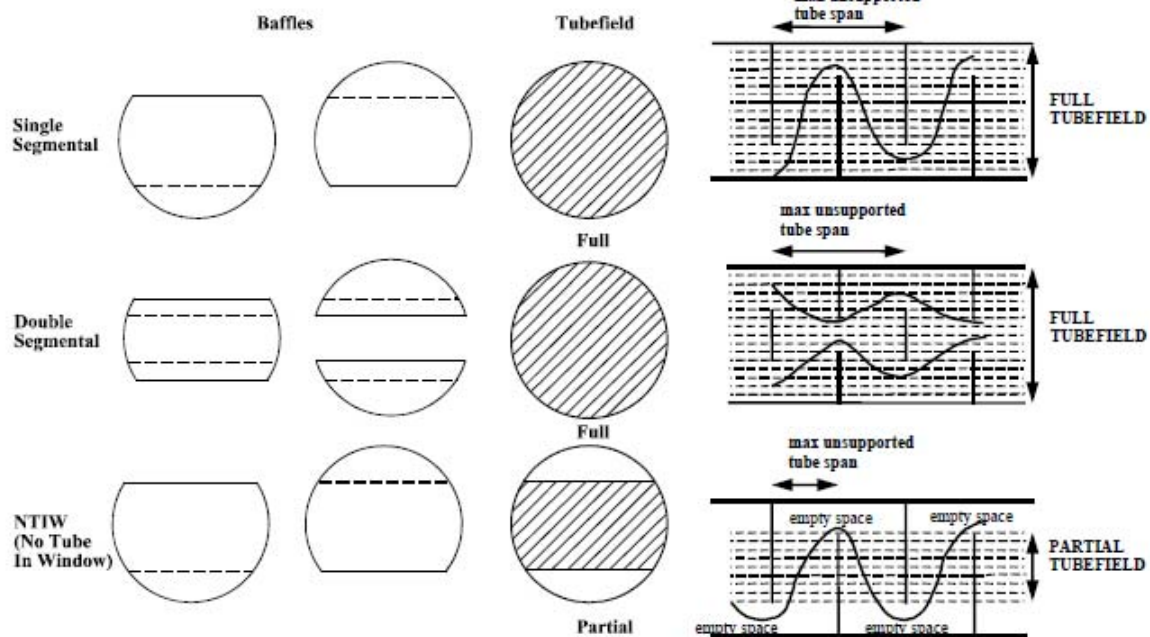 Baffles
Tubefield
max unsupported
tube span
Single
Segmental
FULL
TUBEFIELD
Full
max unsupported
tube span
Double
Segmental
FULL
TUBEFIELD
Full
max unsupported
tube span
NTIW
(No Tube
In Window)
empty space
empty space
PARTIAL
TUBEFIELD
empty space
empty space
Partial